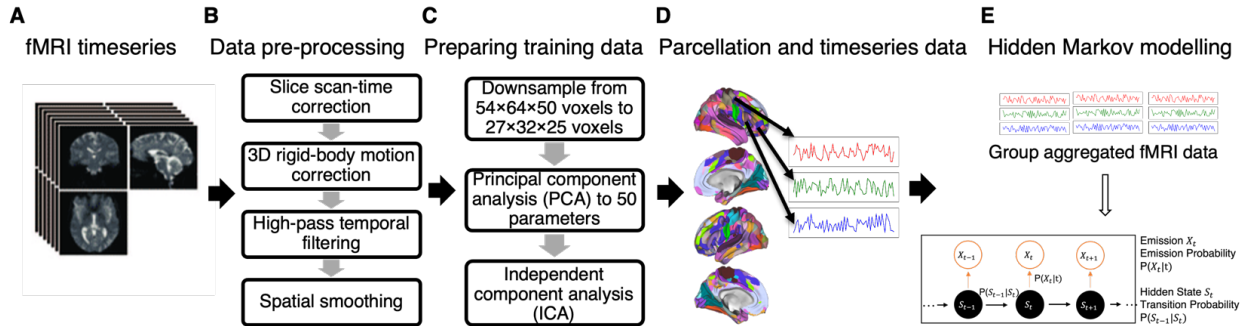 A
fMRI timeseries
B
Data pre-processing
Slice scan-time
correction
3D rigid-body motion
correction
High-pass temporal
filtering
Spatial smoothing
C
Preparing training data
Downsample from
54×64×50 voxels to
27×32×25 voxels
Principal component
analysis (PCA) to 50
parameters
Independent
component analysis
(ICA)
D
Parcellation and timeseries data
E
Hidden Markov modelling
Group aggregated fMRI data
X_{t−1}
X_t
X_{t+1}
P(X_t|t)
P(S_{t−1}|S_t)
S_{t−1}
S_t
S_{t+1}
Emission X_t
Emission Probability
P(X_t|t)
Hidden State S_t
Transition Probability
P(S_{t−1}|S_t)